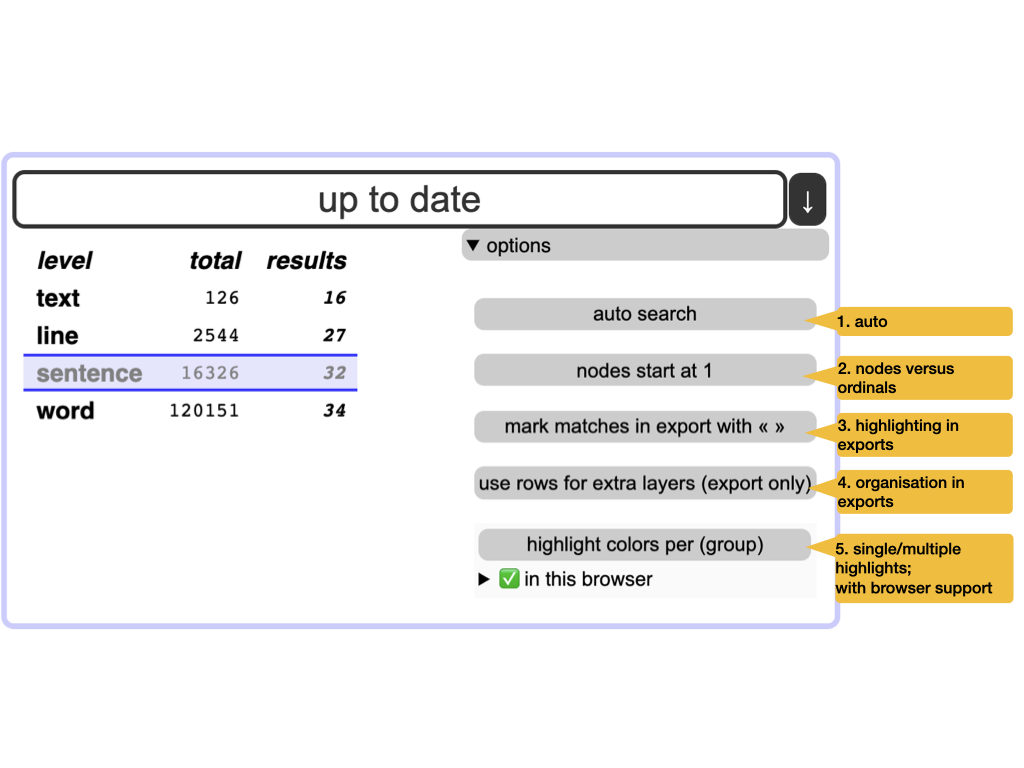 up to date
↓
▼ options
level total results
text 126 16
line 2544 27
sentence 16326 32
word 120151 34
auto search
1. auto
nodes start at 1
2. nodes versus
ordinals
mark matches in export with « »
3. highlighting in
exports
use rows for extra layers (export only)
4. organisation in
exports
highlight colors per (group)
▶ ✅ in this browser
5. single/multiple
highlights;
with browser support